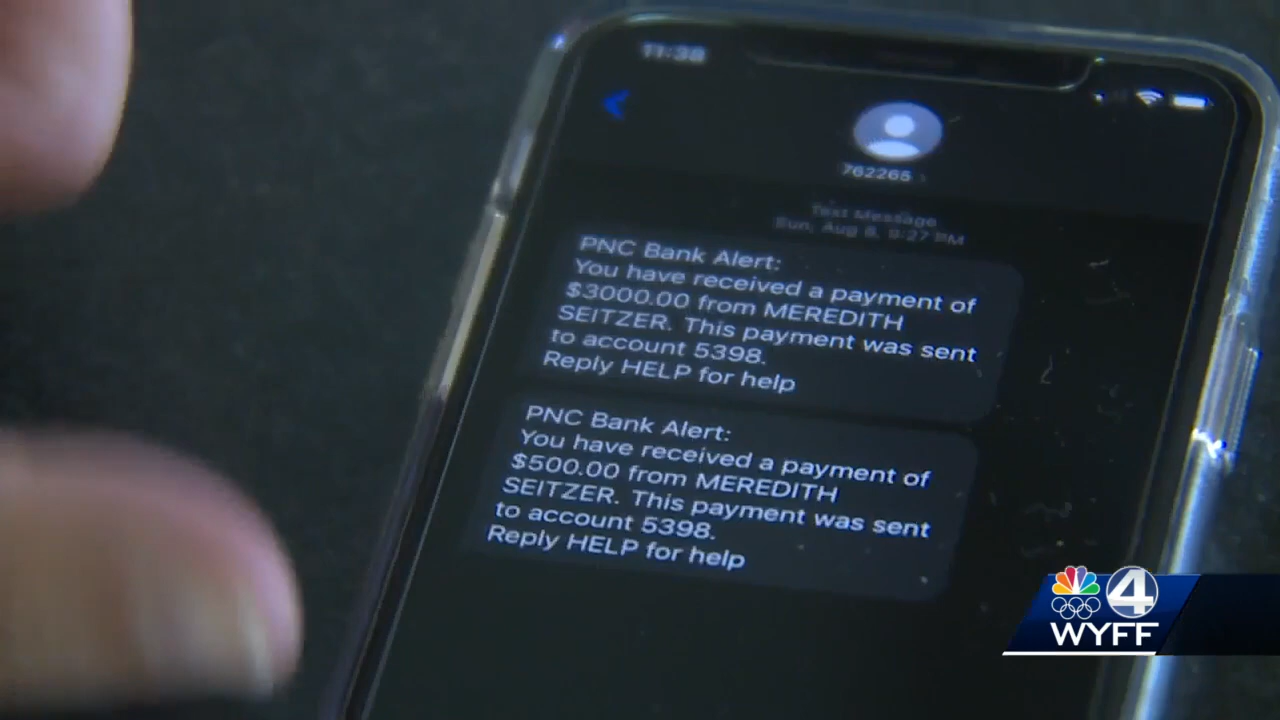 11:38
762265
Text Message
Sun, Aug 8, 9:27 PM
PNC Bank Alert:
You have received a payment of
$3000.00 from MEREDITH
SEITZER. This payment was sent
to account 5398.
Reply HELP for help
PNC Bank Alert:
You have received a payment of
$500.00 from MEREDITH
SEITZER. This payment was sent
to account 5398.
Reply HELP for help
4
WYFF